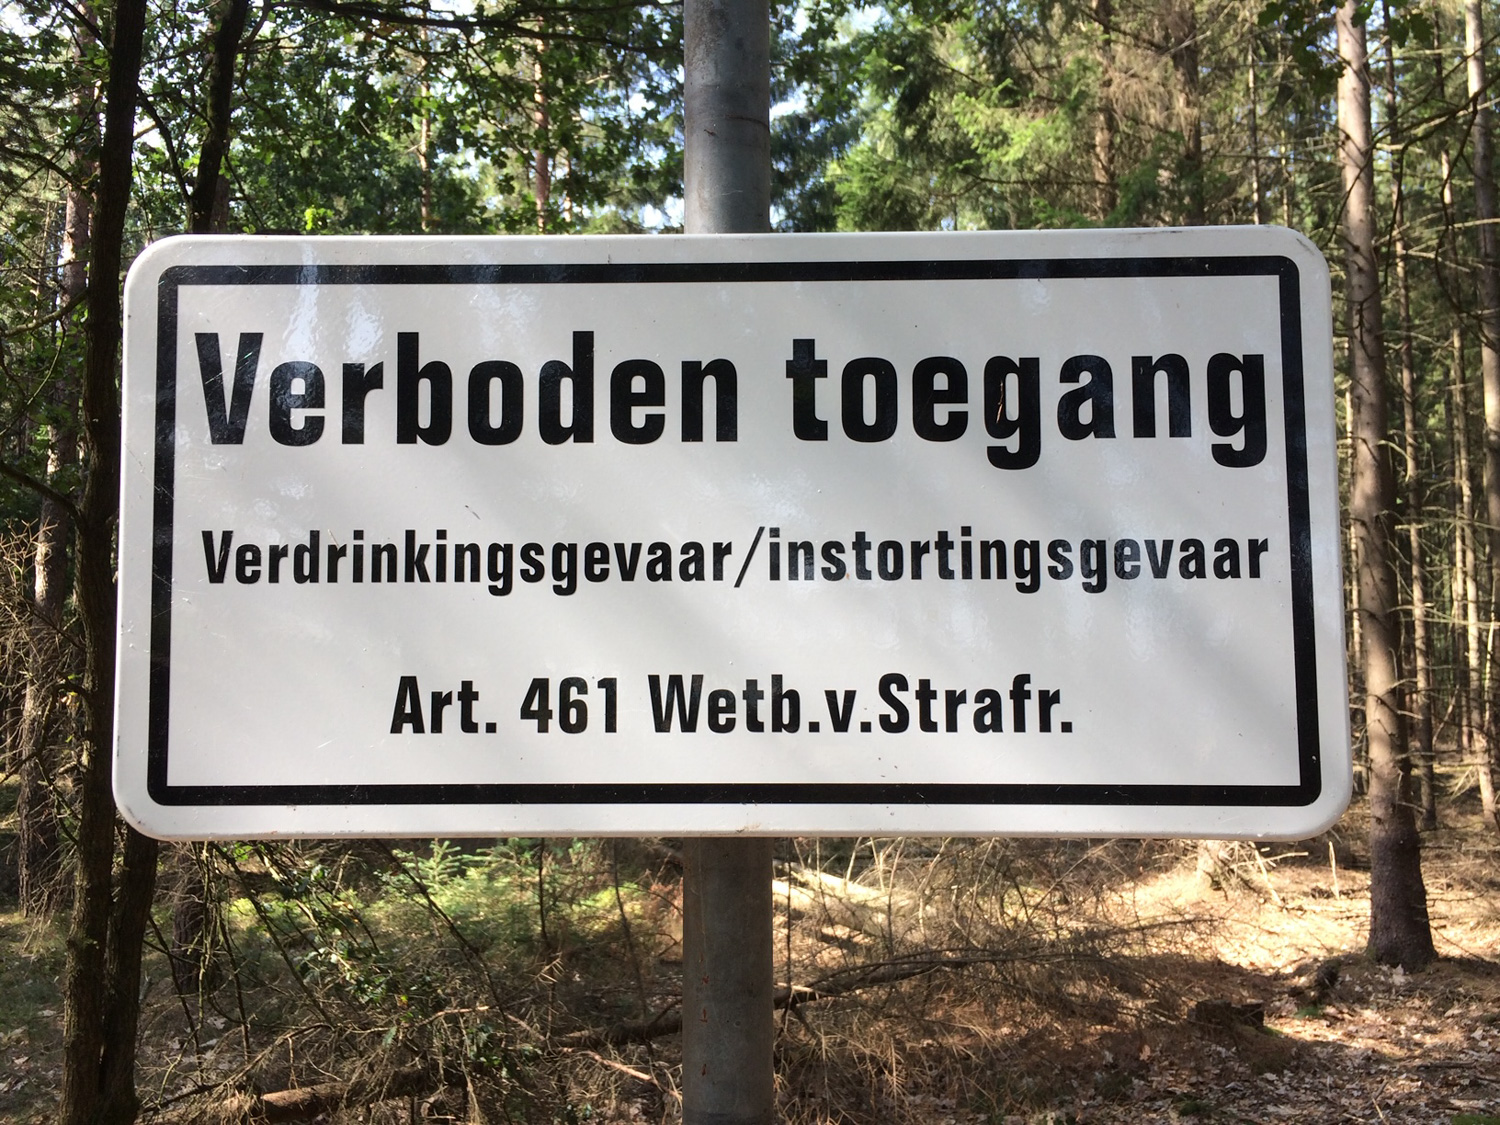 Verboden toegang
Verdrinkingsgevaar/instortingsgevaar
Art. 461 Wetb.v.Strafr.